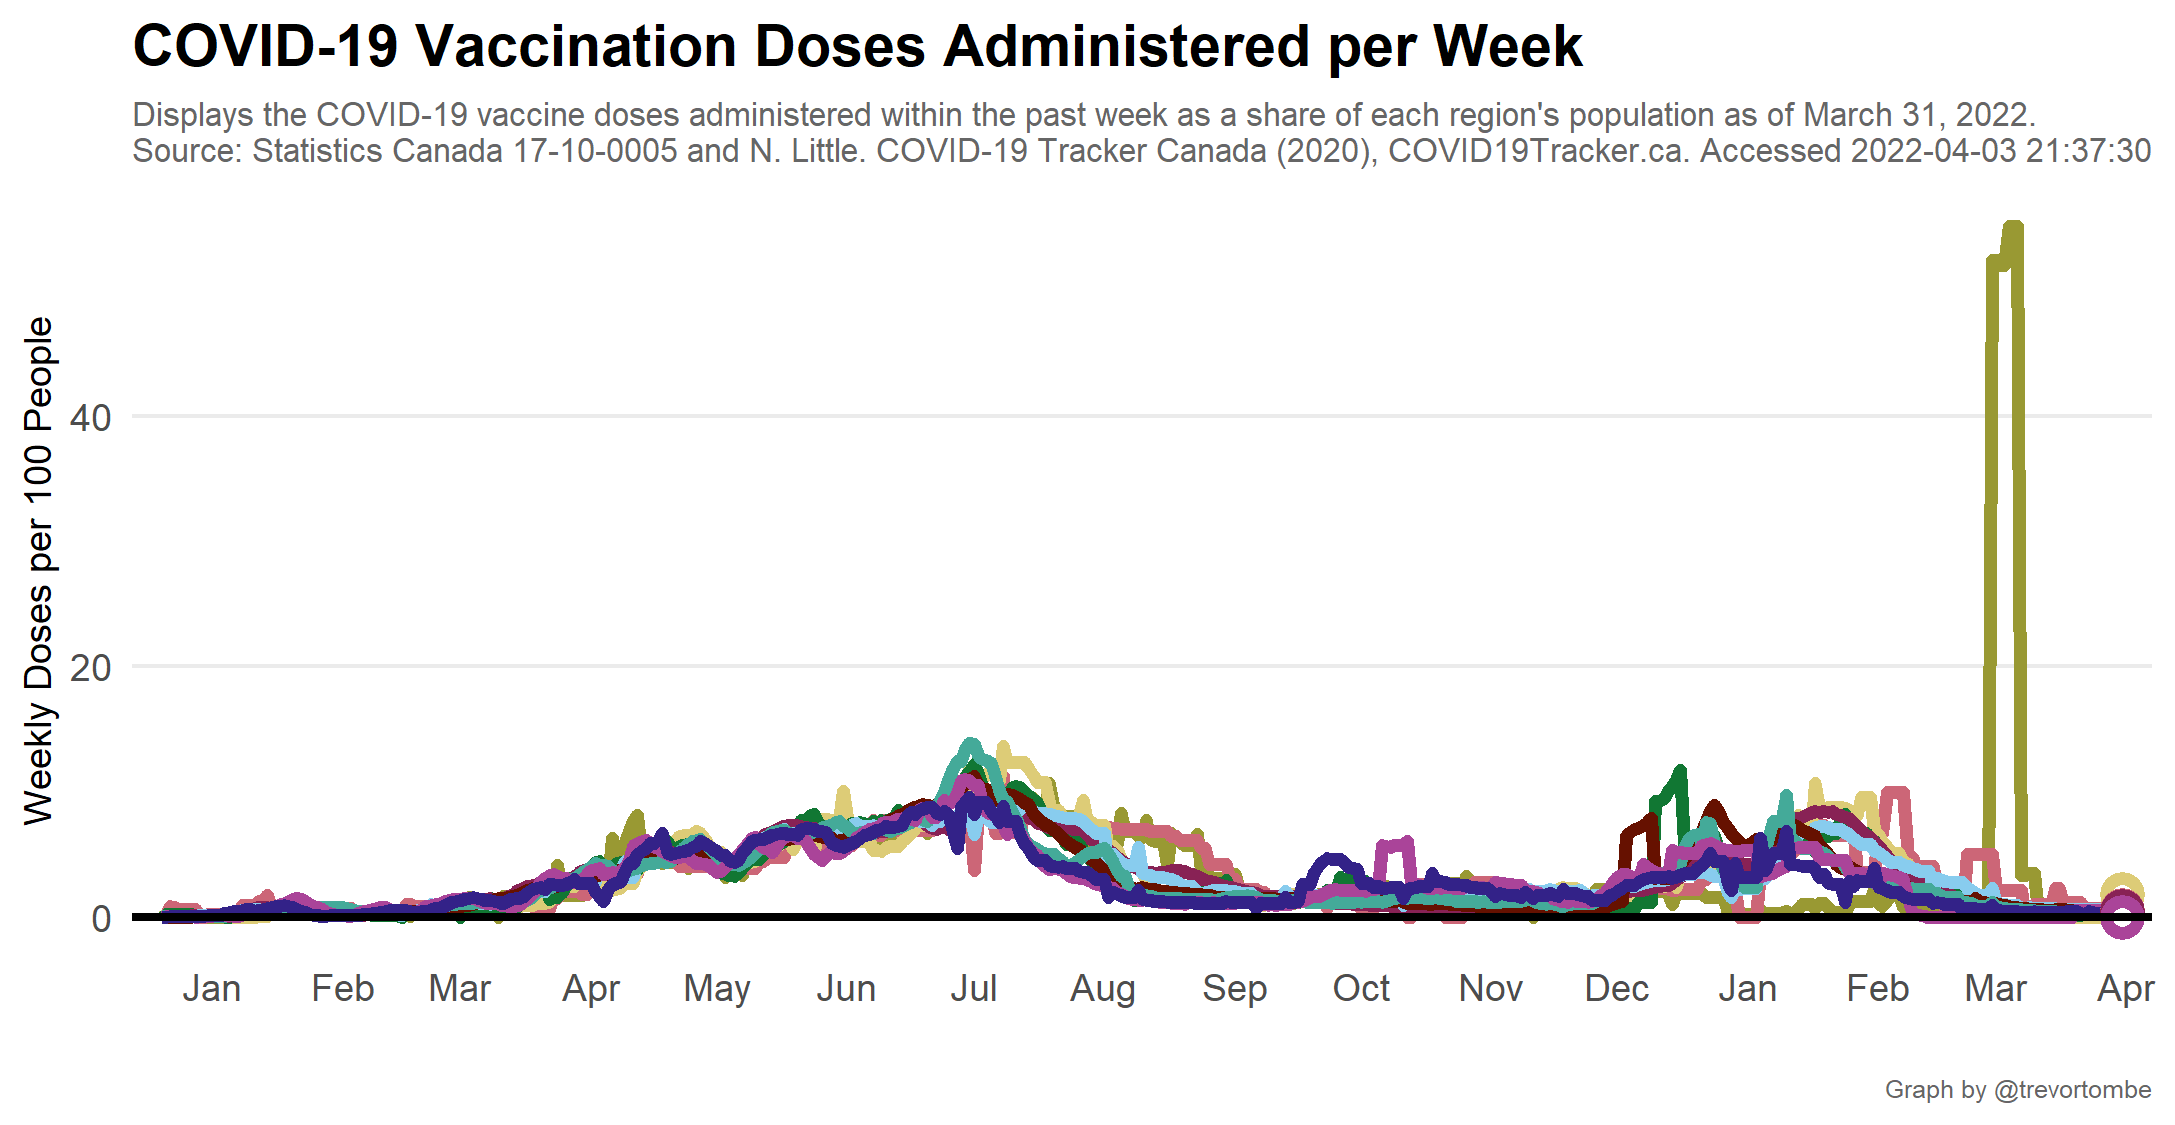 COVID-19 Vaccination Doses Administered per Week
Displays the COVID-19 vaccine doses administered within the past week as a share of each region's population as of March 31, 2022.
Source: Statistics Canada 17-10-0005 and N. Little. COVID-19 Tracker Canada (2020), COVID19Tracker.ca. Accessed 2022-04-03 21:37:30
Weekly Doses per 100 People
40
20
0
Jan Feb Mar Apr May Jun Jul Aug Sep Oct Nov Dec Jan Feb Mar Apr
Graph by @trevortombe